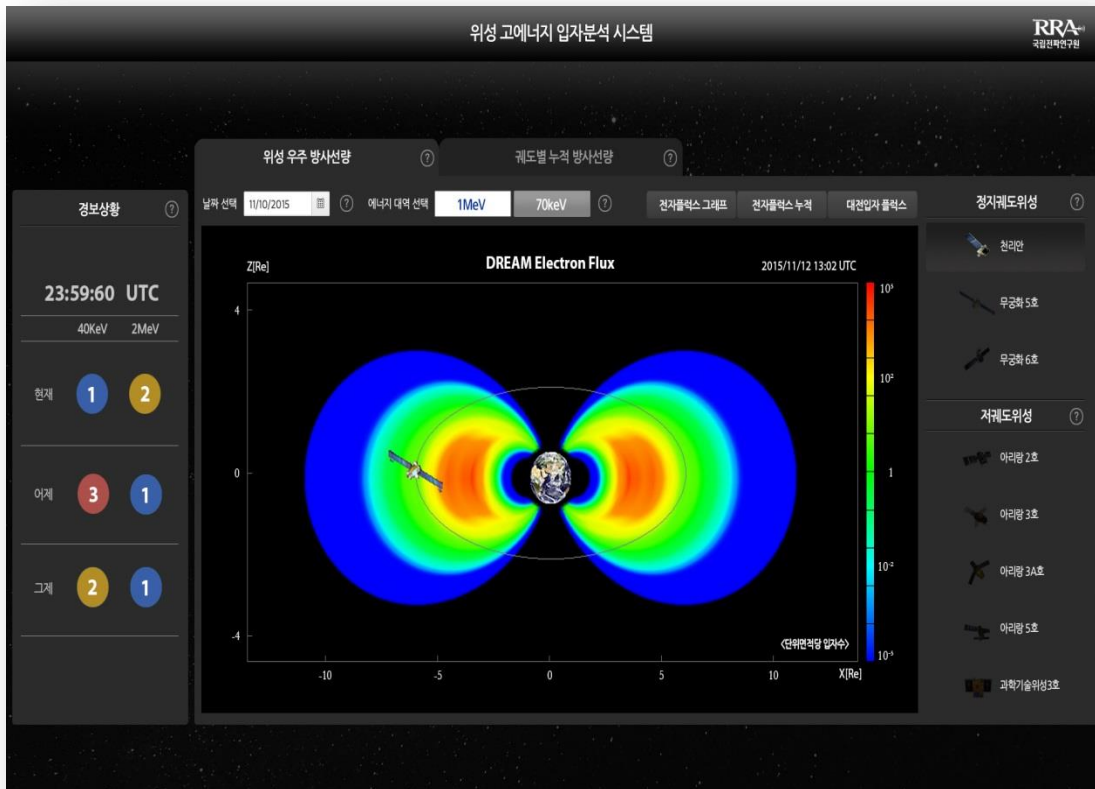 위성 고에너지 입자분석 시스템
RRA
국립전파연구원
위성 우주 방사선량 ?
궤도별 누적 방사선량 ?
경보상황 ?
23:59:60 UTC
40KeV 2MeV
현재 1 2
어제 3 1
그제 2 1
날짜 선택 11/10/2015 ? 에너지 대역 선택 1MeV 70keV ?
전자플럭스 그래프 전자플럭스 누적 대전입자 플럭스
Z[Re] DREAM Electron Flux 2015/11/12 13:02 UTC
4
0
-4
-10 -5 0 5 10 X[Re]
<단위면적당 입자수>
10²
1
10⁻²
정지궤도위성 ?
천리안
무궁화 5호
무궁화 6호
저궤도위성 ?
아리랑 2호
아리랑 3호
아리랑 3A호
아리랑 5호
과학기술위성3호